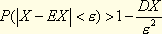 P(|X − EX| < ε) > 1 − DX/ε²